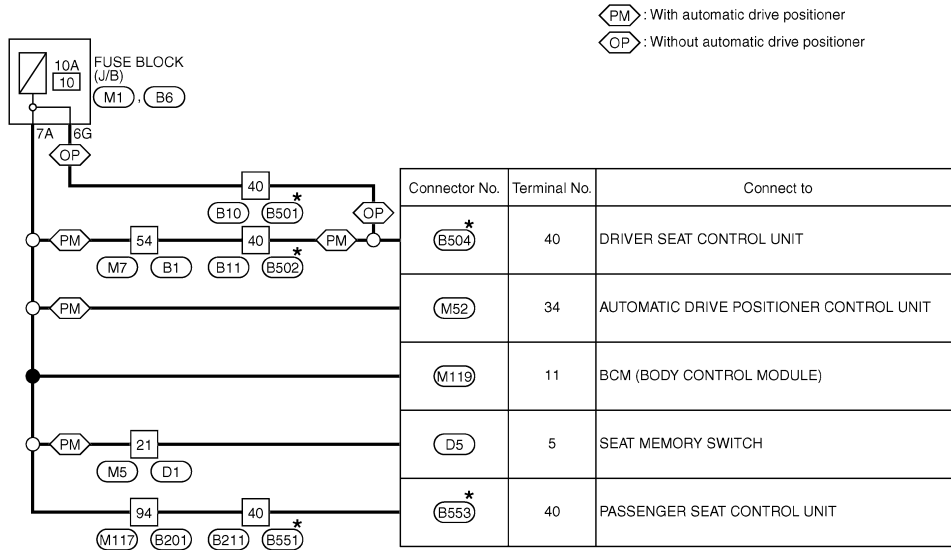 PM : With automatic drive positioner
OP : Without automatic drive positioner
10A
10
FUSE BLOCK
(J/B)
M1 , B6
7A 6G
OP
40
B10 B501 *
OP
Connector No. Terminal No. Connect to
PM 54 40 PM
M7 B1 B11 B502 *
B504 * 40 DRIVER SEAT CONTROL UNIT
PM M52 34 AUTOMATIC DRIVE POSITIONER CONTROL UNIT
M119 11 BCM (BODY CONTROL MODULE)
PM 21 D5 5 SEAT MEMORY SWITCH
M5 D1
94 40 B553 * 40 PASSENGER SEAT CONTROL UNIT
M117 B201 B211 B551 *